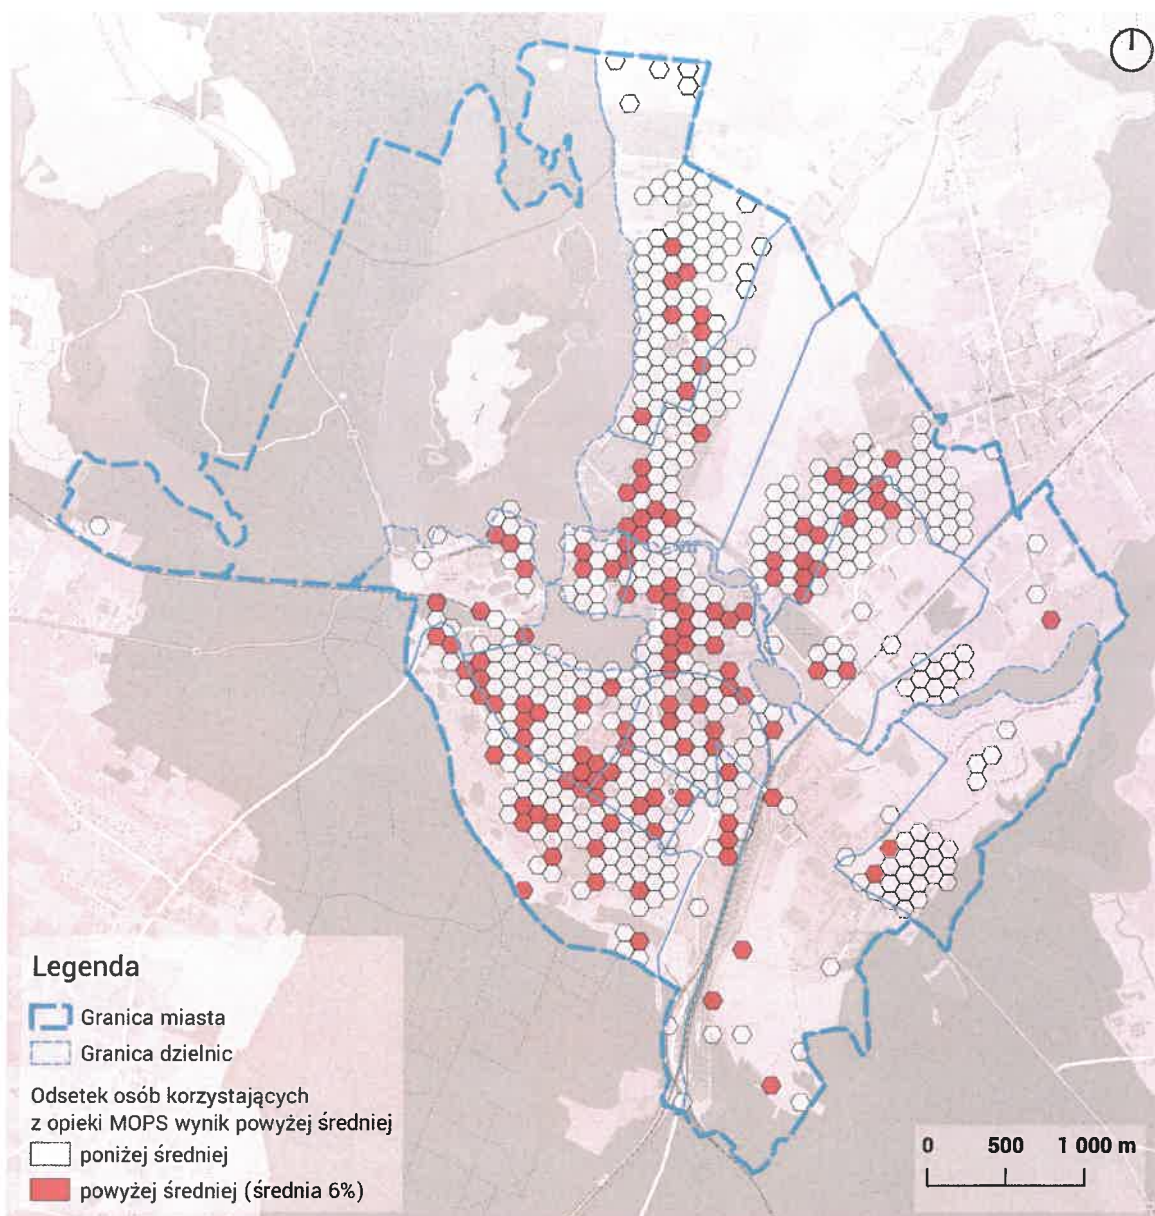 Legenda
Granica miasta
Granica dzielnic
Odsetek osób korzystających
z opieki MOPS wynik powyżej średniej
poniżej średniej
powyżej średniej (średnia 6%)
0 500 1 000 m